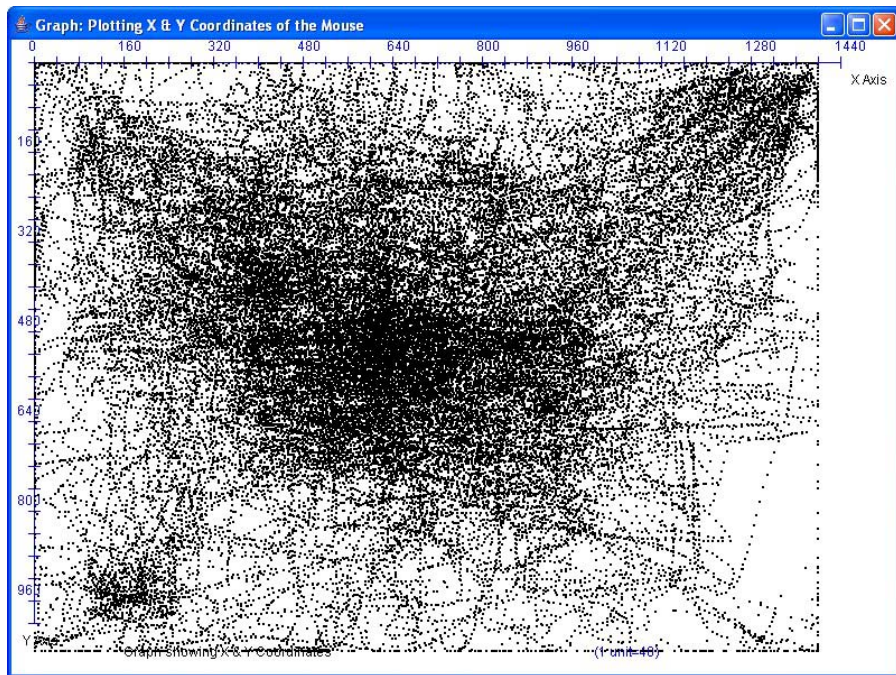 Graph: Plotting X & Y Coordinates of the Mouse
0 160 320 480 640 800 960 1120 1280 1440
X Axis
160
320
480
640
800
960
Y Axis
Graph showing X & Y Coordinates
(1 unit=40)